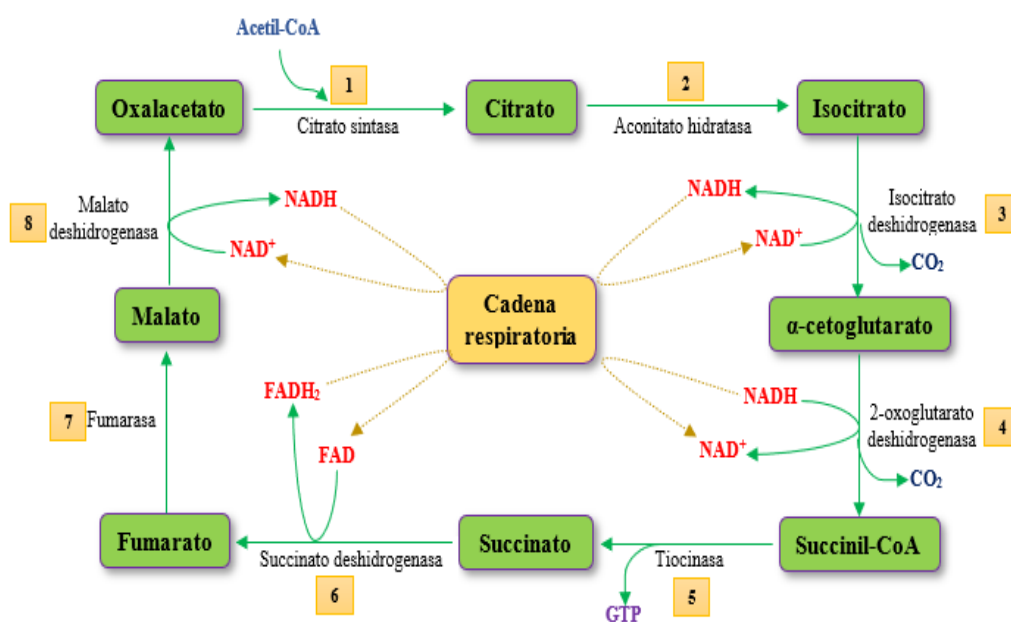 Acetil-CoA
1
2
Oxalacetato
Citrato
Isocitrato
Citrato sintasa
Aconitato hidratasa
NADH
NADH
Malato
deshidrogenasa
8
Isocitrato
deshidrogenasa
3
NAD⁺
NAD⁺
CO₂
Malato
Cadena
respiratoria
α-cetoglutarato
FADH₂
NADH
7
Fumarasa
2-oxoglutarato
deshidrogenasa
4
FAD
NAD⁺
CO₂
Fumarato
Succinato
Succinil-CoA
Succinato deshidrogenasa
Tiocinasa
6
5
GTP